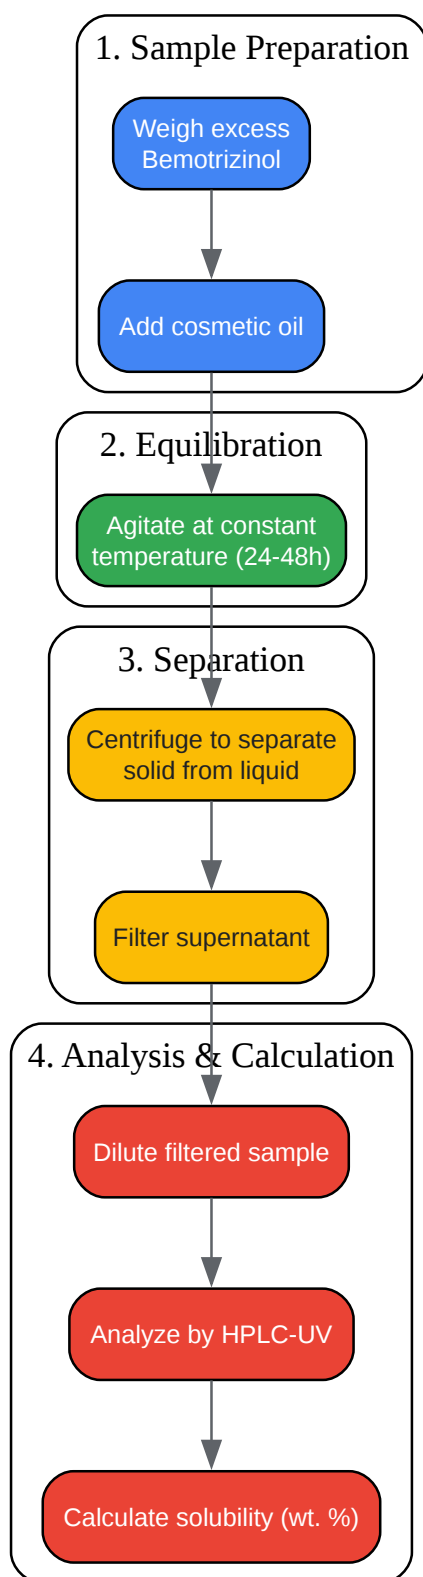 1. Sample Preparation
Weigh excess
Bemotrizinol
Add cosmetic oil
2. Equilibration
Agitate at constant
temperature (24-48h)
3. Separation
Centrifuge to separate
solid from liquid
Filter supernatant
4. Analysis & Calculation
Dilute filtered sample
Analyze by HPLC-UV
Calculate solubility (wt. %)